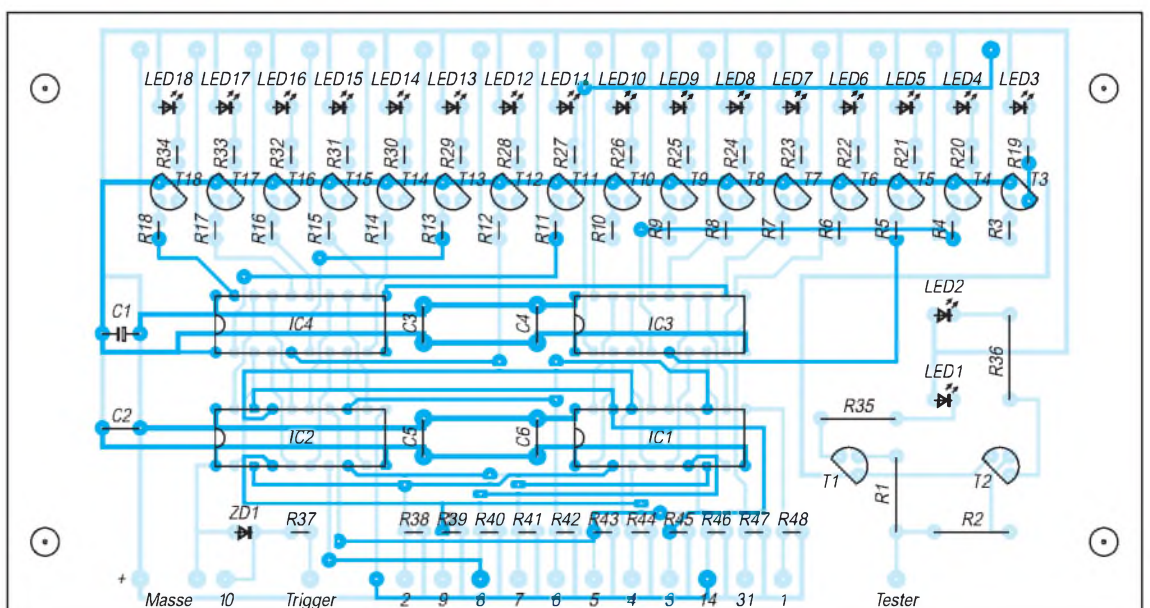 LED18 LED17 LED16 LED15 LED14 LED13 LED12 LED11 LED10 LED9 LED8 LED7 LED6 LED5 LED4 LED3
R34 R33 R32 R31 R30 R29 R28 R27 R26 R25 R24 R23 R22 R21 R20 R19
T18 T17 T16 T15 T14 T13 T12 T11 T10 T9 T8 T7 T6 T5 T4 T3
R18 R17 R16 R15 R14 R13 R12 R11 R10 R9 R8 R7 R6 R5 R4 R3
LED2
C1 IC4 C3 C4 IC3
R36
LED1
C2 IC2 C5 C6 IC1 R35
T1 R1 T2
ZD1 R37 R38 R39 R40 R41 R42 R43 R44 R45 R46 R47 R48 R2
+
Masse 10 Trigger 2 9 8 7 6 5 4 3 14 31 1 Tester